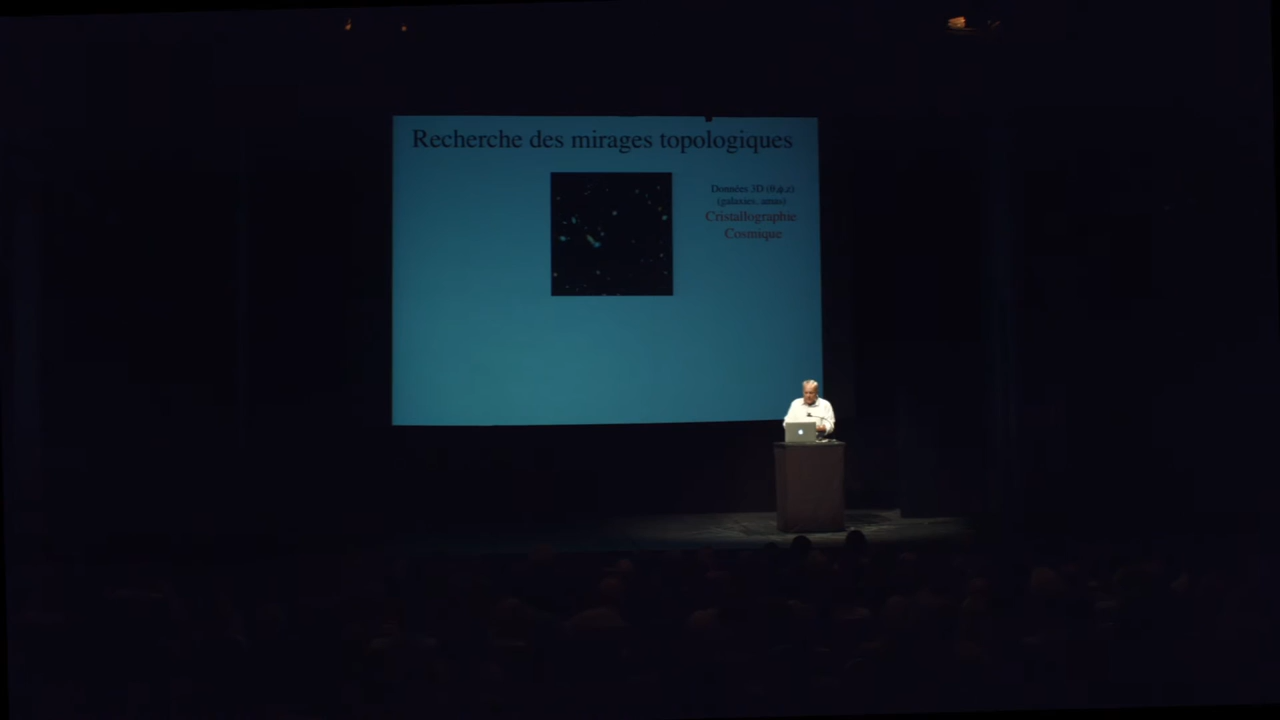 Recherche des mirages topologiques
Données 3D (θ,φ,z)
(galaxies, amas)
Cristallographie
Cosmique